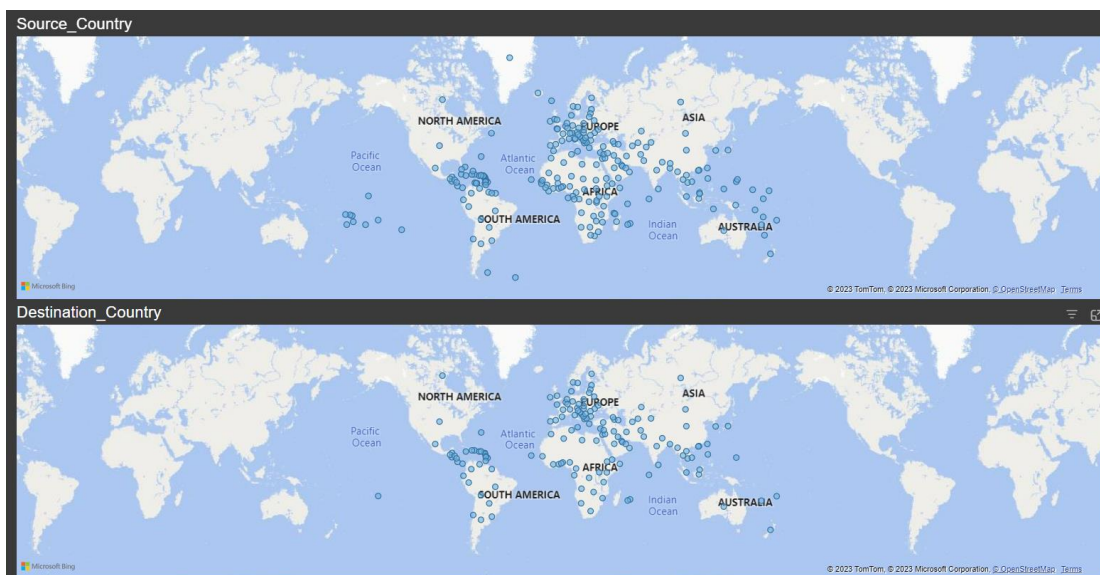 Source_Country
NORTH AMERICA
EUROPE
ASIA
Pacific
Ocean
Atlantic
Ocean
AFRICA
SOUTH AMERICA
Indian
Ocean
AUSTRALIA
Microsoft Bing
© 2023 TomTom, © 2023 Microsoft Corporation, © OpenStreetMap Terms
Destination_Country
NORTH AMERICA
EUROPE
ASIA
Pacific
Ocean
Atlantic
Ocean
AFRICA
SOUTH AMERICA
Indian
Ocean
AUSTRALIA
Microsoft Bing
© 2023 TomTom, © 2023 Microsoft Corporation, © OpenStreetMap Terms